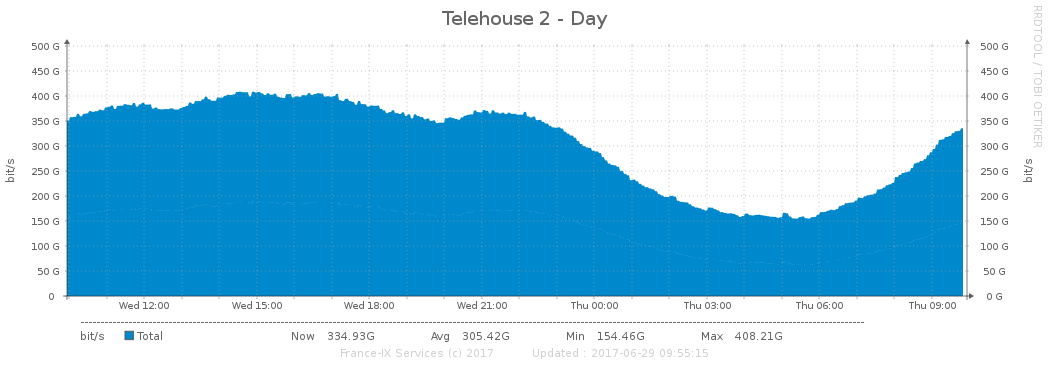 Telehouse 2 - Day
RRDTOOL / TOBI OETIKER
500 G 500 G
450 G 450 G
400 G 400 G
350 G 350 G
300 G 300 G
250 G 250 G
200 G 200 G
150 G 150 G
100 G 100 G
50 G 50 G
0 0 G
bit/s
bit/s
Wed 12:00 Wed 15:00 Wed 18:00 Wed 21:00 Thu 00:00 Thu 03:00 Thu 06:00 Thu 09:00
bit/s Total Now 334.93G Avg 305.42G Min 154.46G Max 408.21G
France-IX Services (c) 2017 Updated : 2017-06-29 09:55:15